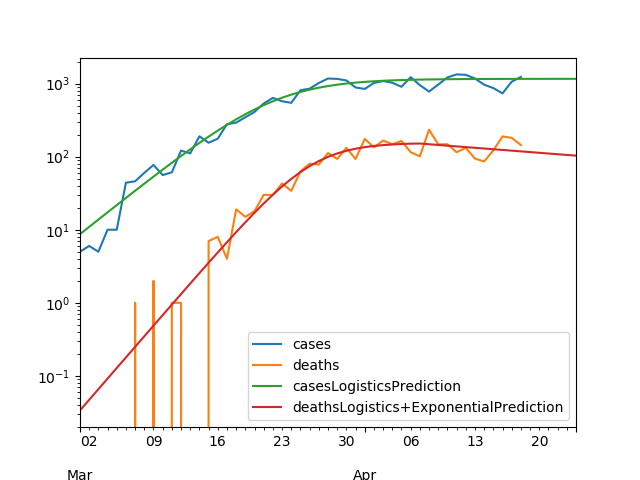 10³
10²
10¹
10⁰
10⁻¹
cases
deaths
casesLogisticsPrediction
deathsLogistics+ExponentialPrediction
02 09 16 23 30 06 13 20
Mar Apr